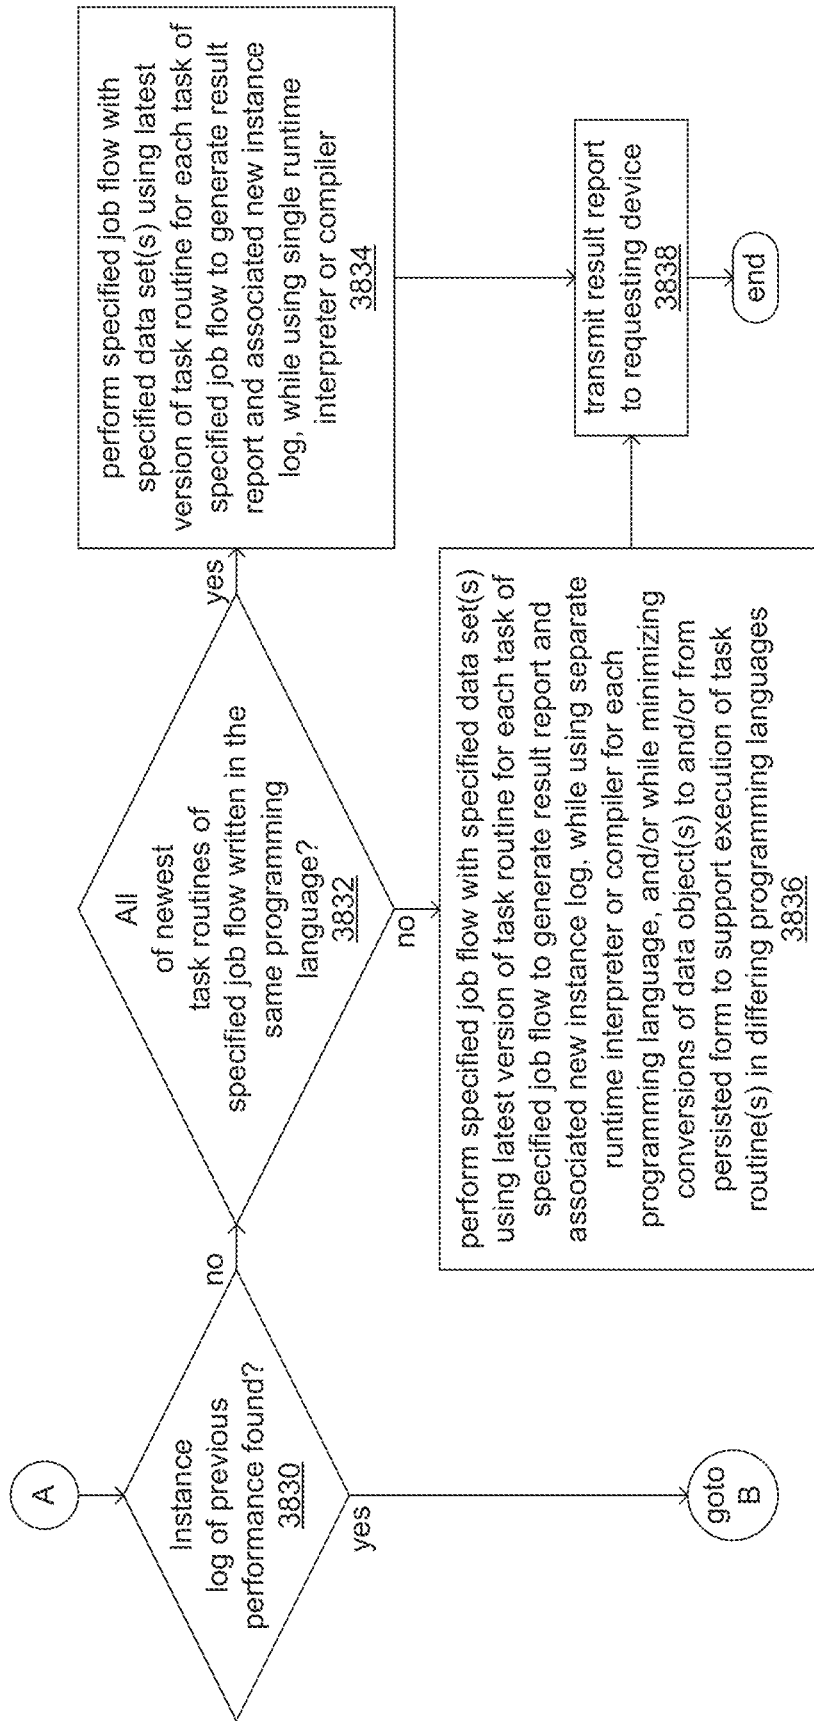 A
Instance
log of previous
performance found?
3830
no
yes
goto
B
All
of newest
task routines of
specified job flow written in the
same programming
language?
3832
yes
no
perform specified job flow with
specified data set(s) using latest
version of task routine for each task of
specified job flow to generate result
report and associated new instance
log, while using single runtime
interpreter or compiler
3834
perform specified job flow with specified data set(s)
using latest version of task routine for each task of
specified job flow to generate result report and
associated new instance log, while using separate
runtime interpreter or compiler for each
programming language, and/or while minimizing
conversions of data object(s) to and/or from
persisted form to support execution of task
routine(s) in differing programming languages
3836
transmit result report
to requesting device
3838
end